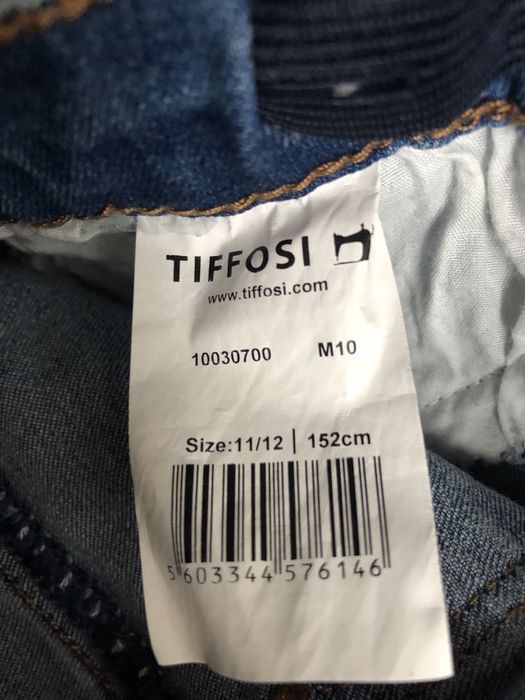 TIFFOSI
www.tiffosi.com
10030700 M10
Size:11/12 | 152cm
5 603344 576146